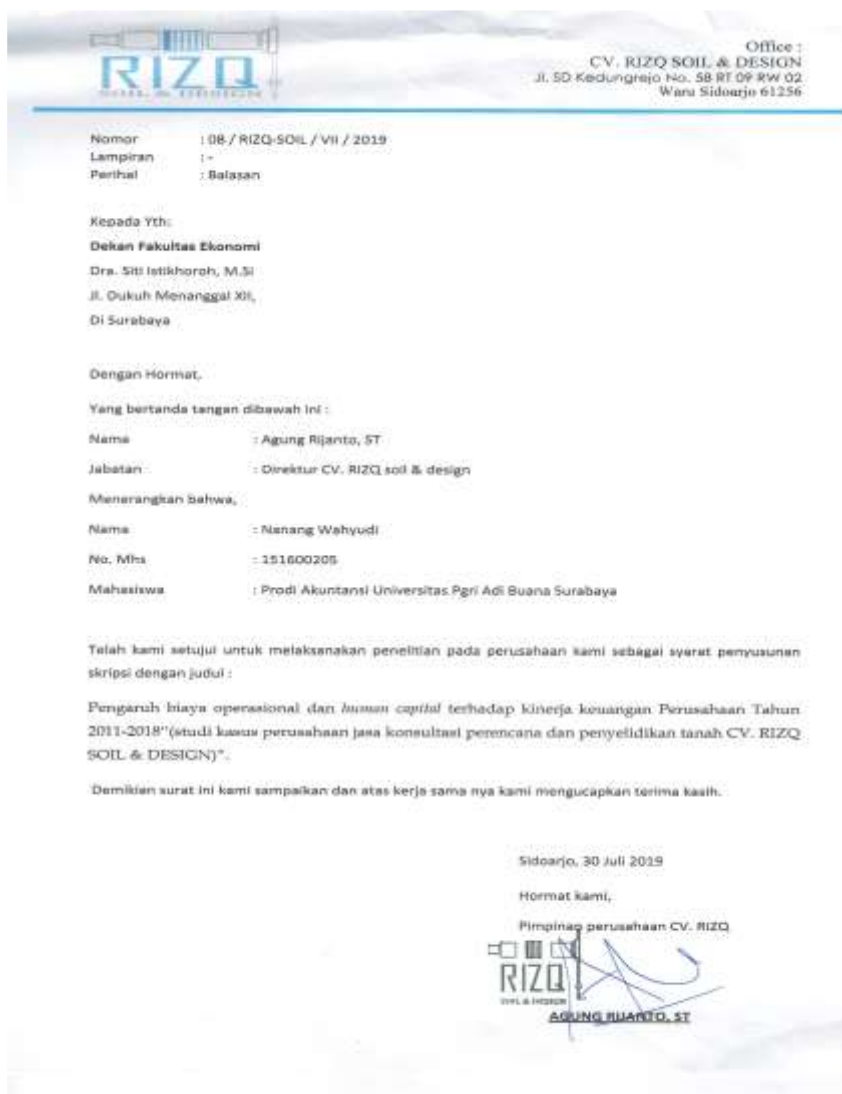 RIZQ
SOIL & DESIGN
Office :
CV. RIZQ SOIL & DESIGN
Jl. SD Kedungrejo No. 58 RT 09 RW 02
Waru Sidoarjo 61256
Nomor : 08 / RIZQ-SOIL / VII / 2019
Lampiran : -
Perihal : Balasan
Kepada Yth:
Dekan Fakultas Ekonomi
Dra. Siti Istikhoroh, M.Si
Jl. Dukuh Menanggal XII,
Di Surabaya
Dengan Hormat,
Yang bertanda tangan dibawah ini :
Nama : Agung Rijanto, ST
Jabatan : Direktur CV. RIZQ soil & design
Menerangkan bahwa,
Nama : Nanang Wahyudi
No. Mhs : 151600205
Mahasiswa : Prodi Akuntansi Universitas Pgri Adi Buana Surabaya
Telah kami setujui untuk melaksanakan penelitian pada perusahaan kami sebagai syarat penyusunan
skripsi dengan judul :
Pengaruh biaya operasional dan human capital terhadap kinerja keuangan Perusahaan Tahun
2011-2018"(studi kasus perusahaan jasa konsultasi perencana dan penyelidikan tanah CV. RIZQ
SOIL & DESIGN)".
Demikian surat ini kami sampaikan dan atas kerja sama nya kami mengucapkan terima kasih.
Sidoarjo, 30 Juli 2019
Hormat kami,
Pimpinan perusahaan CV. RIZQ
RIZQ
SOIL & DESIGN
AGUNG RIJANTO, ST